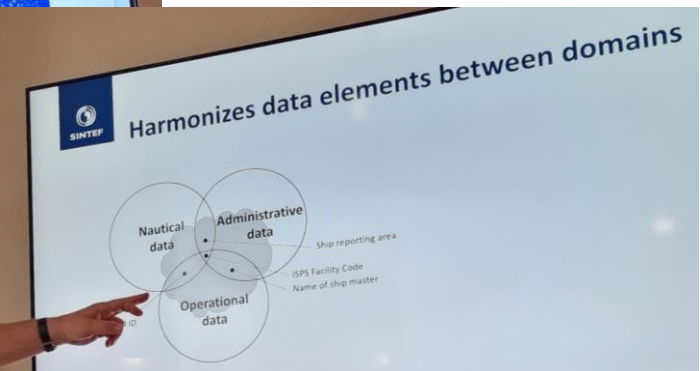 SINTEF
Harmonizes data elements between domains
Nautical
data
Administrative
data
Ship reporting area
ISPS Facility Code
Name of ship master
Operational
data
ID